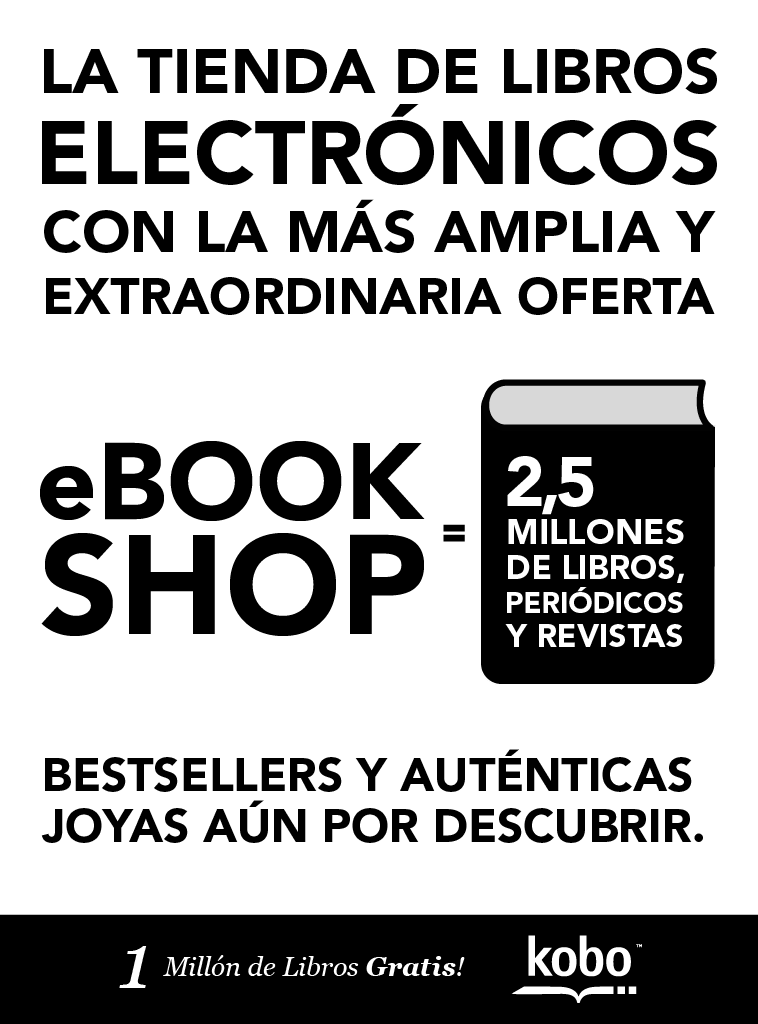 LA TIENDA DE LIBROS
ELECTRÓNICOS
CON LA MÁS AMPLIA Y
EXTRAORDINARIA OFERTA
eBOOK
SHOP
=
2,5
MILLONES
DE LIBROS,
PERIÓDICOS
Y REVISTAS
BESTSELLERS Y AUTÉNTICAS
JOYAS AÚN POR DESCUBRIR.
1 Millón de Libros Gratis!
kobo™